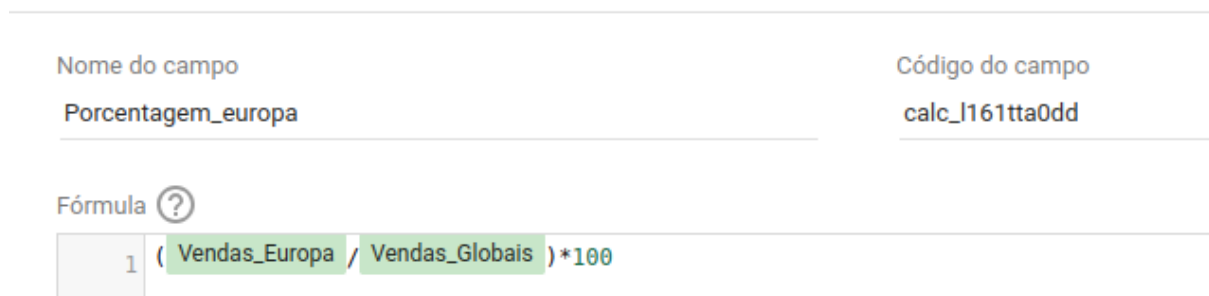 Nome do campo
Código do campo
Porcentagem_europa
calc_l161tta0dd
Fórmula ?
1 ( Vendas_Europa / Vendas_Globais )*100